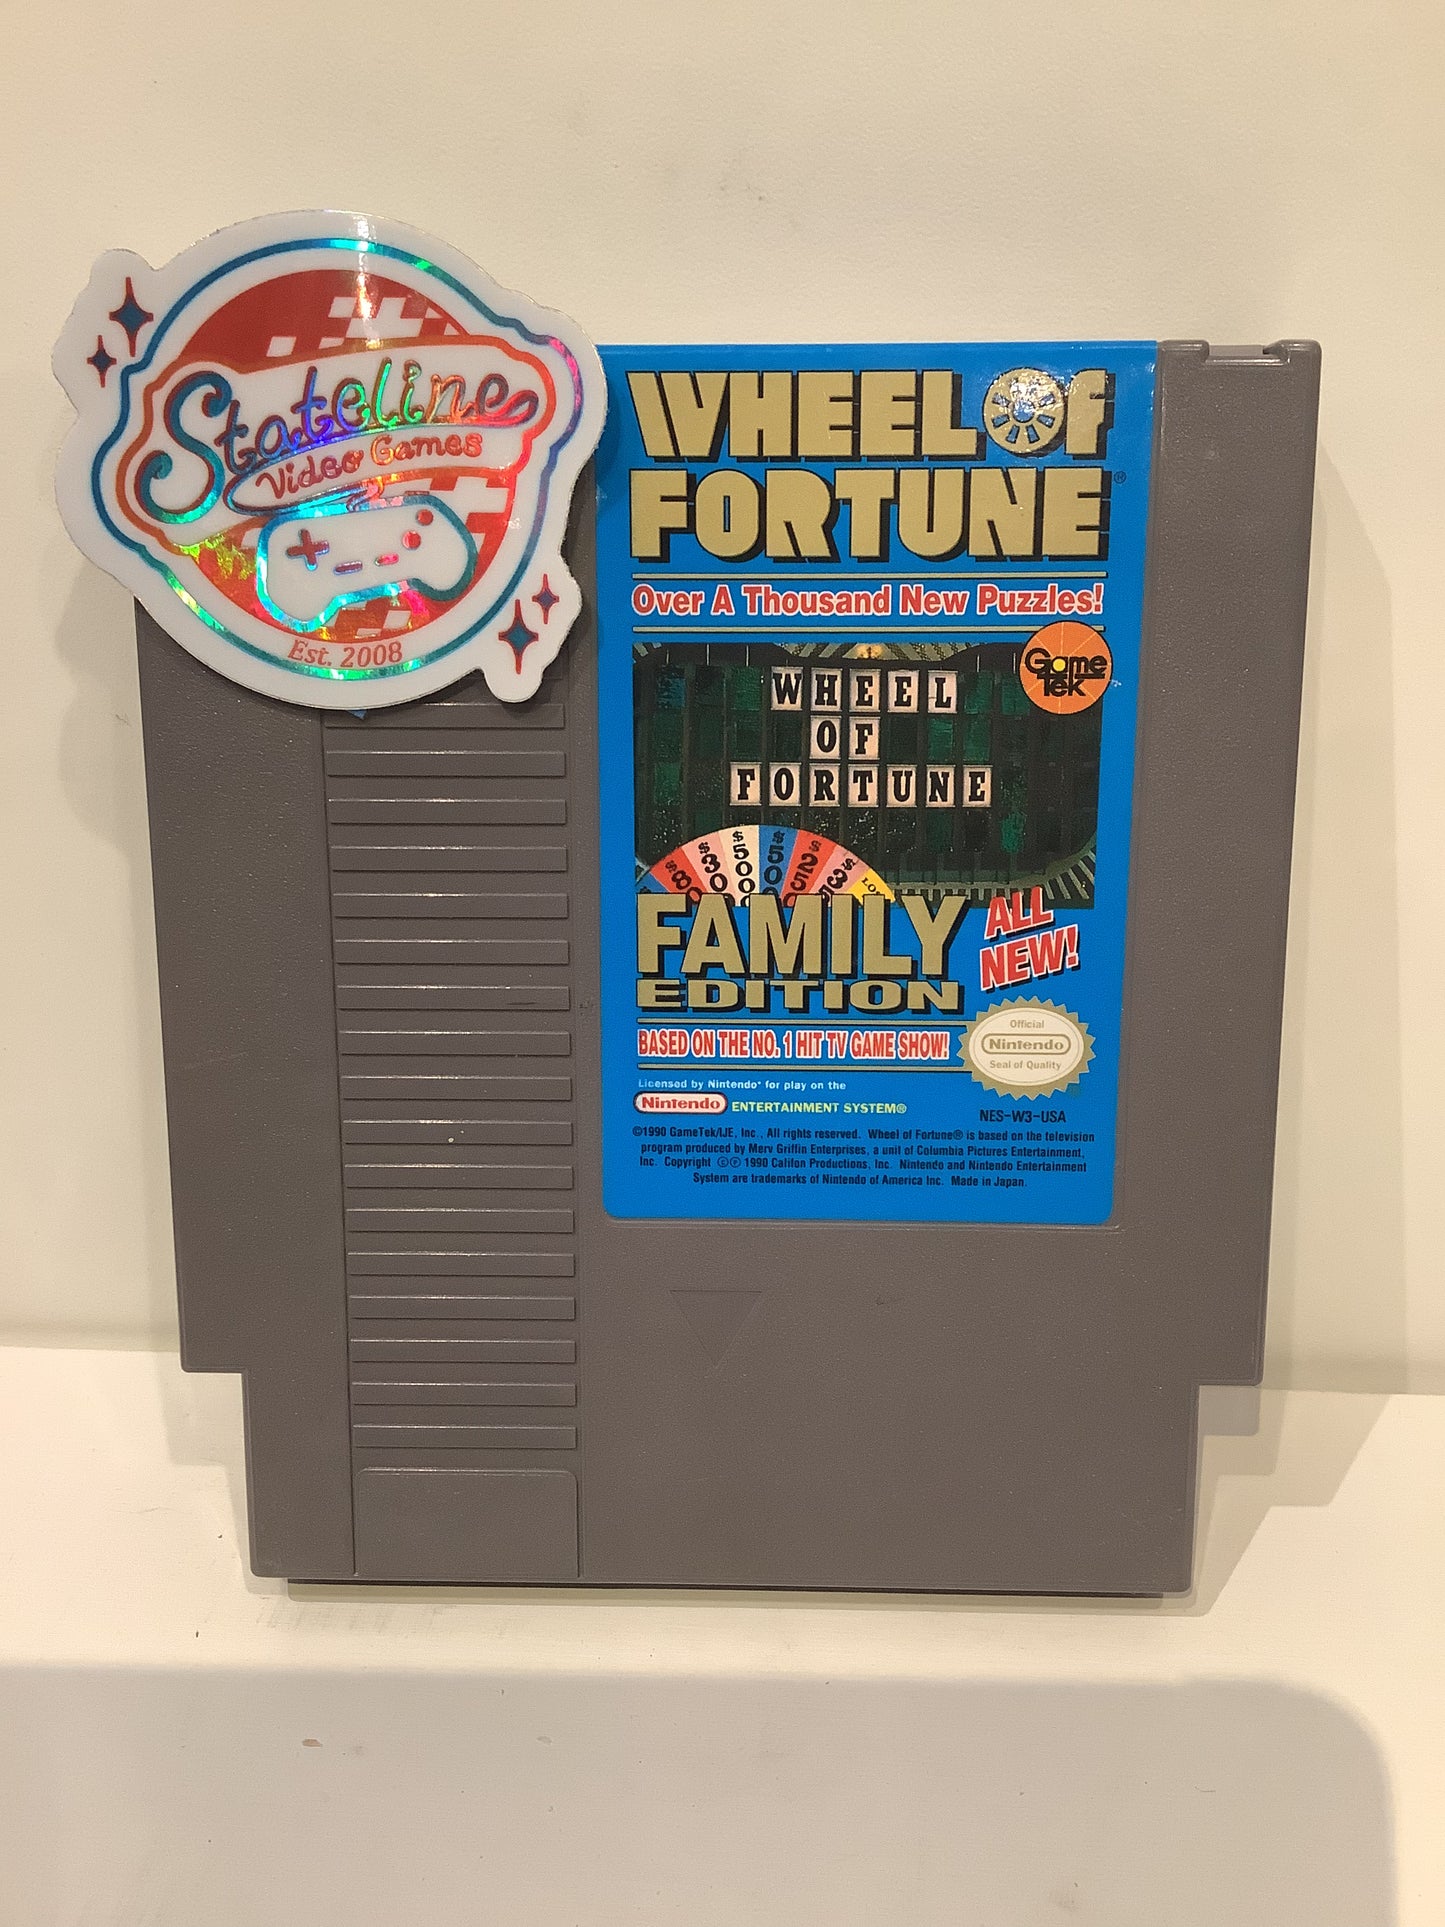 Stateline
Video Games
Est. 2008
WHEEL OF
FORTUNE®
Over A Thousand New Puzzles!
Game
Tek
WHEEL
OF
FORTUNE
$500
FAMILY
EDITION
ALL
NEW!
BASED ON THE NO. 1 HIT TV GAME SHOW!
Official
Nintendo
Seal of Quality
Licensed by Nintendo® for play on the
Nintendo ENTERTAINMENT SYSTEM®
NES-W3-USA
©1990 GameTek/IJE, Inc., All rights reserved. Wheel of Fortune® is based on the television
program produced by Merv Griffin Enterprises, a unit of Columbia Pictures Entertainment,
Inc. Copyright ©Ⓟ 1990 Califon Productions, Inc. Nintendo and Nintendo Entertainment
System are trademarks of Nintendo of America Inc. Made in Japan.